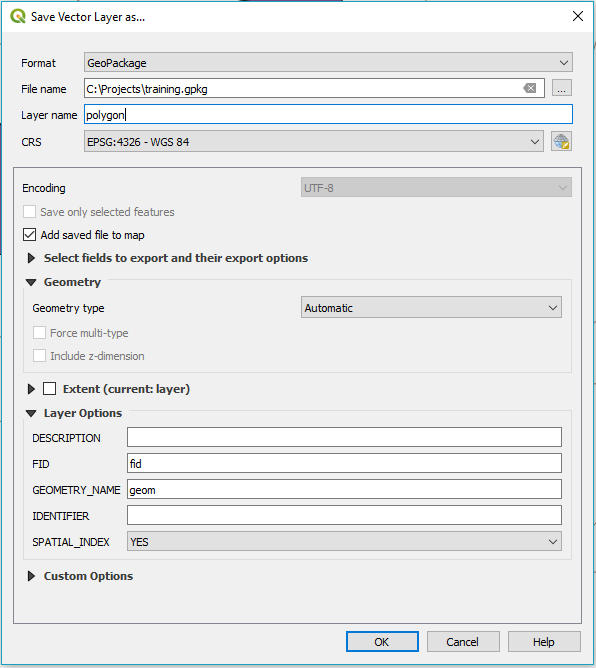 Save Vector Layer as...
Format GeoPackage
File name C:\Projects\training.gpkg ...
Layer name polygon
CRS EPSG:4326 - WGS 84
Encoding UTF-8
Save only selected features
Add saved file to map
Select fields to export and their export options
Geometry
Geometry type Automatic
Force multi-type
Include z-dimension
Extent (current: layer)
Layer Options
DESCRIPTION
FID fid
GEOMETRY_NAME geom
IDENTIFIER
SPATIAL_INDEX YES
Custom Options
OK Cancel Help